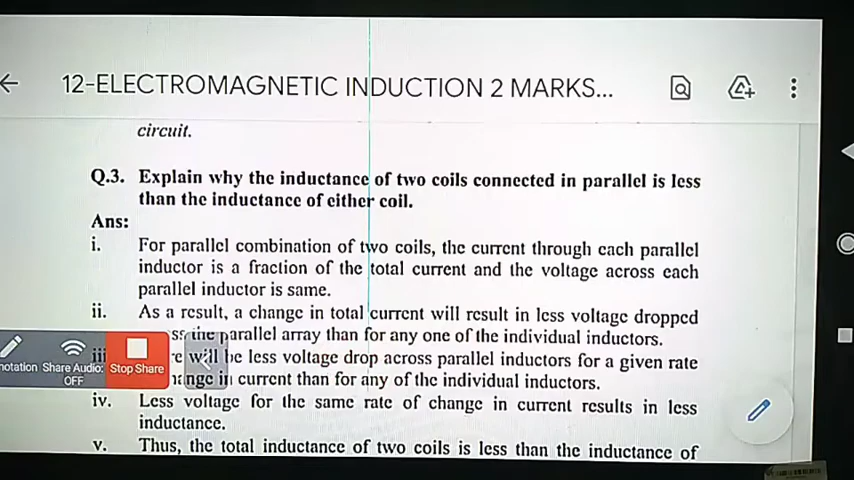 12-ELECTROMAGNETIC INDUCTION 2 MARKS...
circuit.
Q.3. Explain why the inductance of two coils connected in parallel is less
than the inductance of either coil.
Ans:
i. For parallel combination of two coils, the current through each parallel
inductor is a fraction of the total current and the voltage across each
parallel inductor is same.
ii. As a result, a change in total current will result in less voltage dropped
the parallel array than for any one of the individual inductors.
iii will be less voltage drop across parallel inductors for a given rate
in current than for any of the individual inductors.
notation Share Audio: OFF Stop Share
iv. Less voltage for the same rate of change in current results in less
inductance.
v. Thus, the total inductance of two coils is less than the inductance of